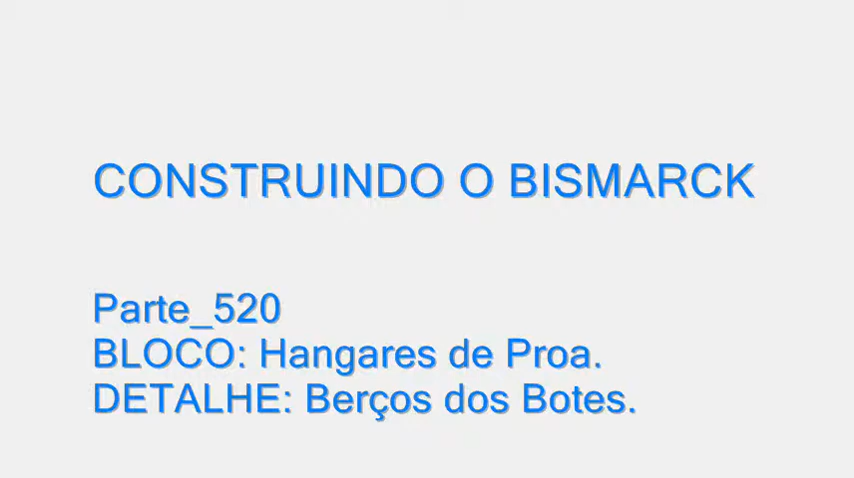 CONSTRUINDO O BISMARCK
Parte_520
BLOCO: Hangares de Proa.
DETALHE: Berços dos Botes.